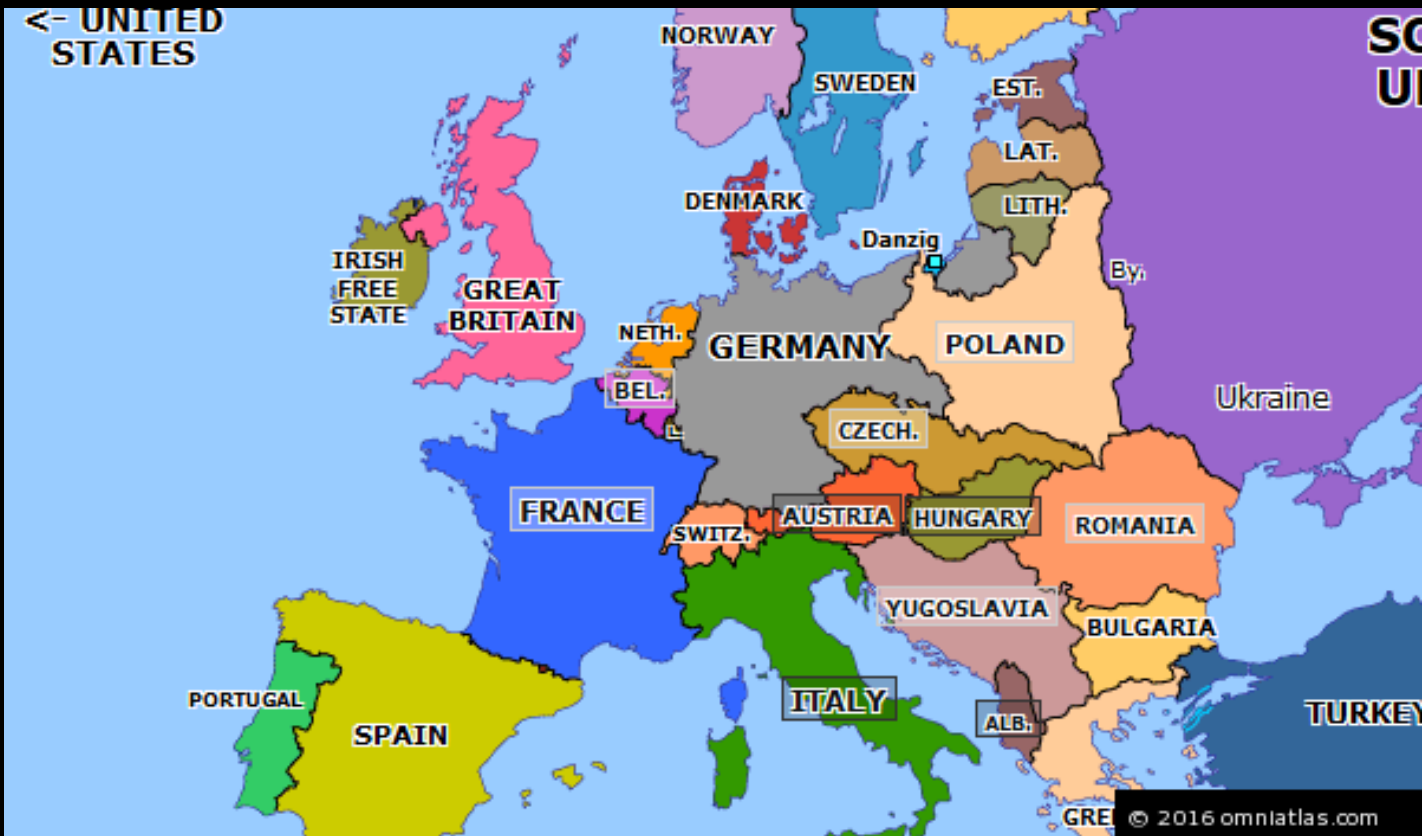 <- UNITED
STATES
NORWAY
SO
SWEDEN
EST.
LAT.
DENMARK
LITH.
Danzig
IRISH
FREE
STATE
By.
GREAT
BRITAIN
NETH.
GERMANY
POLAND
BEL.
Ukraine
CZECH.
L
FRANCE
SWITZ.
AUSTRIA
HUNGARY
ROMANIA
YUGOSLAVIA
BULGARIA
PORTUGAL
SPAIN
ITALY
ALB.
TURKEY
GRE
© 2016 omniatlas.com